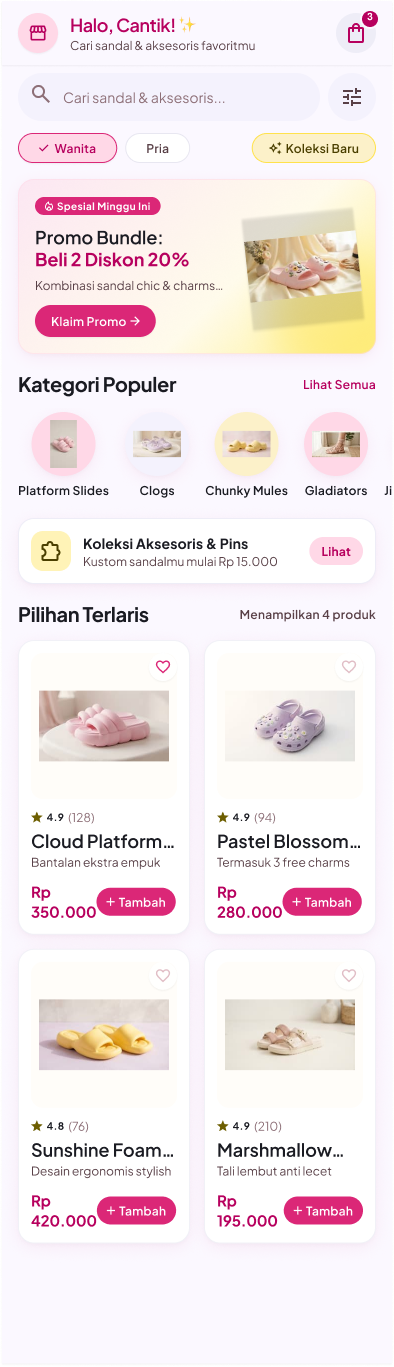 Halo, Cantik! ✨
Cari sandal & aksesoris favoritmu
3
Cari sandal & aksesoris...
Wanita
Pria
Koleksi Baru
Spesial Minggu Ini
Promo Bundle:
Beli 2 Diskon 20%
Kombinasi sandal chic & charms...
Klaim Promo →
Kategori Populer
Lihat Semua
Platform Slides
Clogs
Chunky Mules
Gladiators
Ji
Koleksi Aksesoris & Pins
Kustom sandalmu mulai Rp 15.000
Lihat
Pilihan Terlaris
Menampilkan 4 produk
4.9 (128)
Cloud Platform...
Bantalan ekstra empuk
Rp
350.000
+ Tambah
4.9 (94)
Pastel Blossom...
Termasuk 3 free charms
Rp
280.000
+ Tambah
4.8 (76)
Sunshine Foam...
Desain ergonomis stylish
Rp
420.000
+ Tambah
4.9 (210)
Marshmallow...
Tali lembut anti lecet
Rp
195.000
+ Tambah